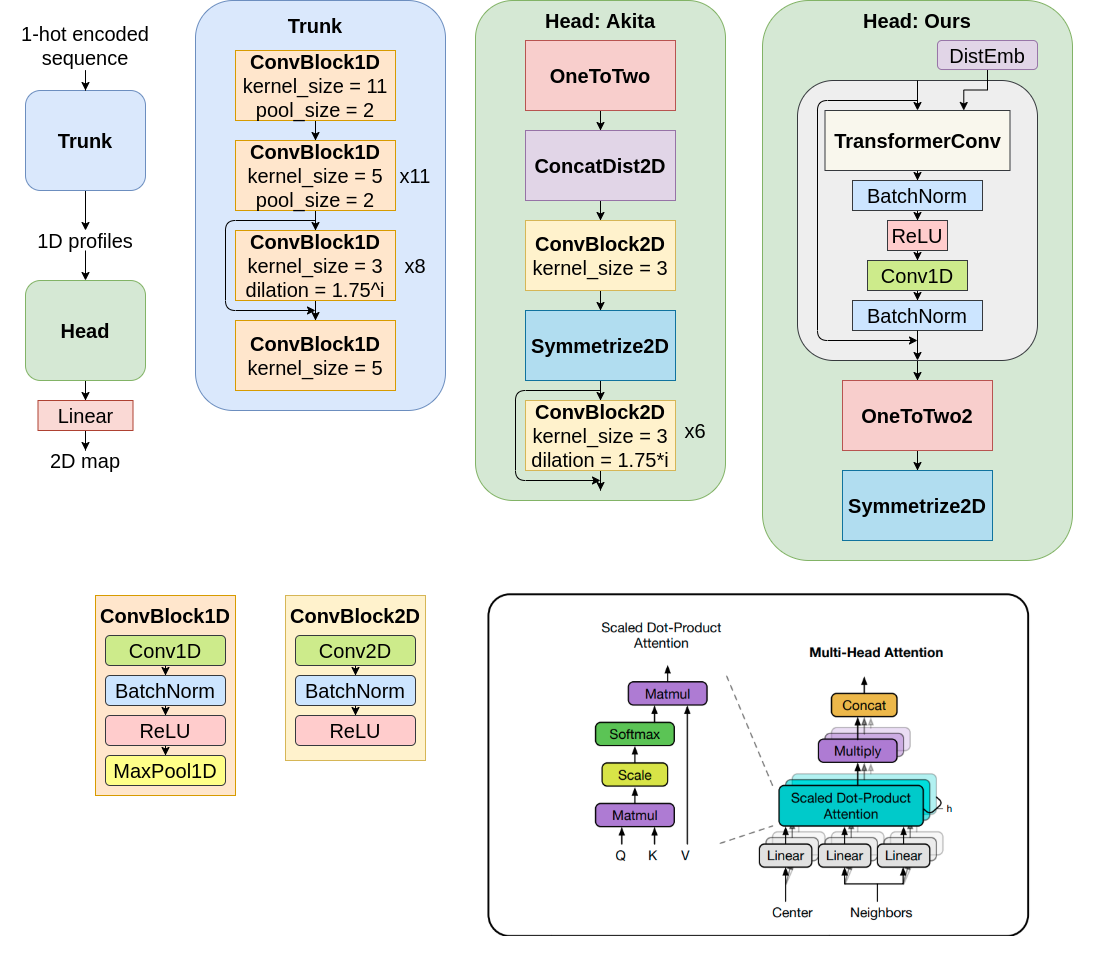 1-hot encoded
sequence
Trunk
1D profiles
Head
Linear
2D map
Trunk
ConvBlock1D
kernel_size = 11
pool_size = 2
ConvBlock1D
kernel_size = 5
pool_size = 2
x11
ConvBlock1D
kernel_size = 3
dilation = 1.75^i
x8
ConvBlock1D
kernel_size = 5
Head: Akita
OneToTwo
ConcatDist2D
ConvBlock2D
kernel_size = 3
Symmetrize2D
ConvBlock2D
kernel_size = 3
dilation = 1.75*i
x6
Head: Ours
DistEmb
TransformerConv
BatchNorm
ReLU
Conv1D
BatchNorm
OneToTwo2
Symmetrize2D
ConvBlock1D
Conv1D
BatchNorm
ReLU
MaxPool1D
ConvBlock2D
Conv2D
BatchNorm
ReLU
Scaled Dot-Product
Attention
Matmul
Softmax
Scale
Matmul
Q K V
Multi-Head Attention
Concat
Multiply
Scaled Dot-Product
Attention
h
Linear Linear Linear
Center Neighbors